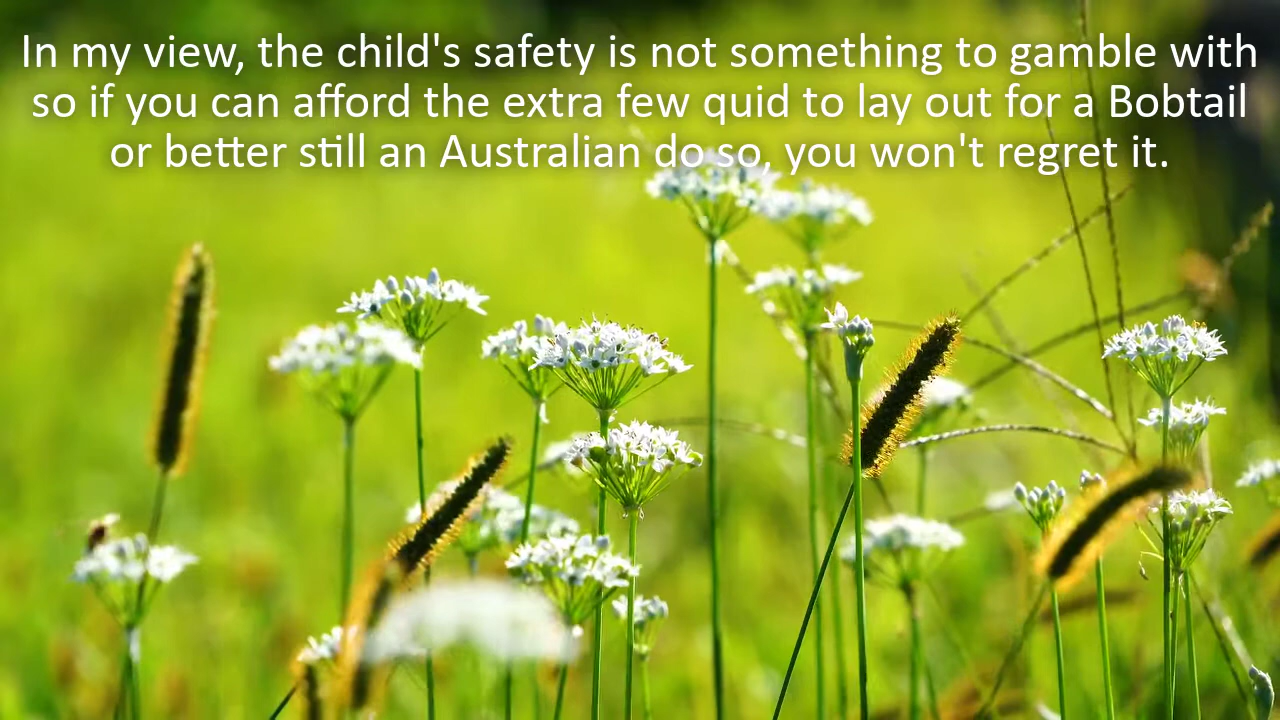 In my view, the child's safety is not something to gamble with
so if you can afford the extra few quid to lay out for a Bobtail
or better still an Australian do so, you won't regret it.